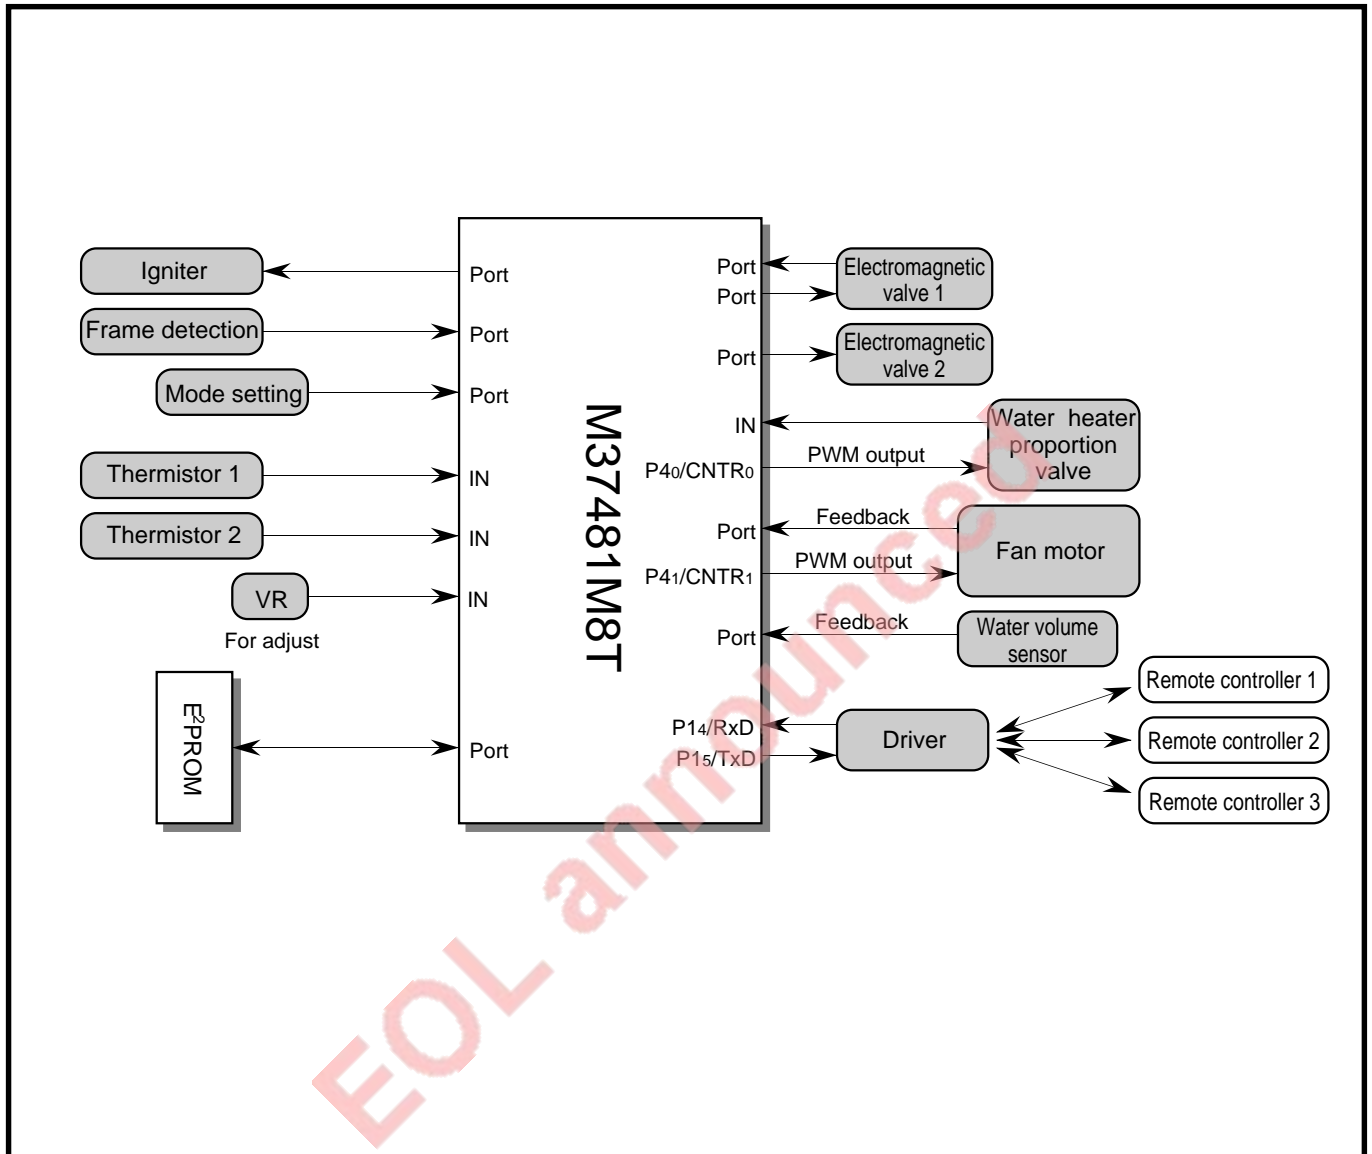 Igniter
Frame detection
Mode setting
Thermistor 1
Thermistor 2
VR
For adjust
E²PROM
Port
Port
Port
IN
IN
IN
Port
M37481M8T
Port
Port
Port
IN
P40/CNTR0
Port
P41/CNTR1
Port
P14/RxD
P15/TxD
PWM output
Feedback
PWM output
Feedback
Electromagnetic
valve 1
Electromagnetic
valve 2
Water heater
proportion
valve
Fan motor
Water volume
sensor
Driver
Remote controller 1
Remote controller 2
Remote controller 3
EOL announced